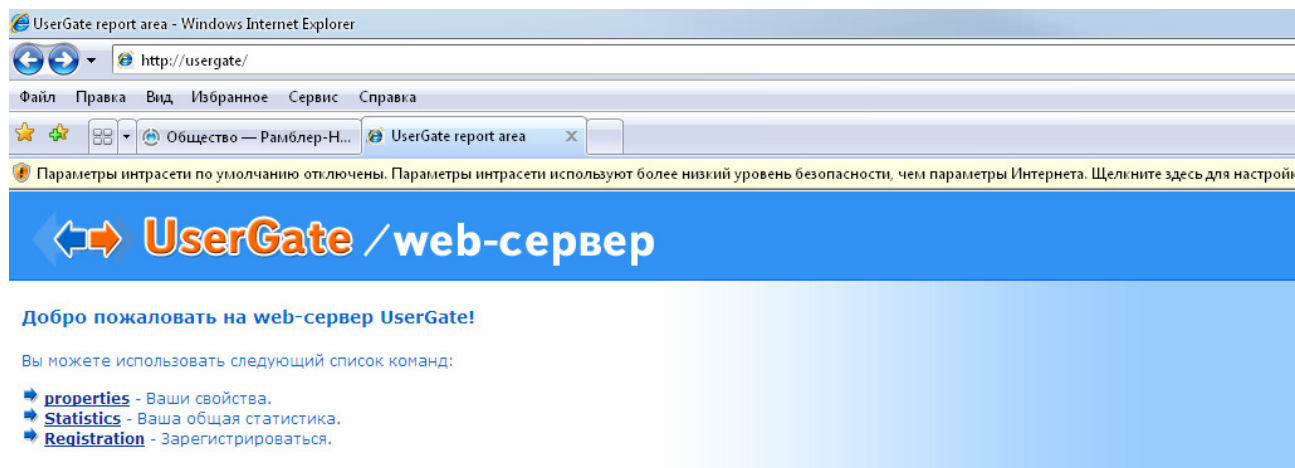 UserGate report area - Windows Internet Explorer
http://usergate/
Файл Правка Вид Избранное Сервис Справка
Общество — Рамблер-Н... UserGate report area
Параметры интрасети по умолчанию отключены. Параметры интрасети используют более низкий уровень безопасности, чем параметры Интернета. Щелкните здесь для настрой
UserGate /web-сервер
Добро пожаловать на web-сервер UserGate!
Вы можете использовать следующий список команд:
properties - Ваши свойства.
Statistics - Ваша общая статистика.
Registration - Зарегистрироваться.